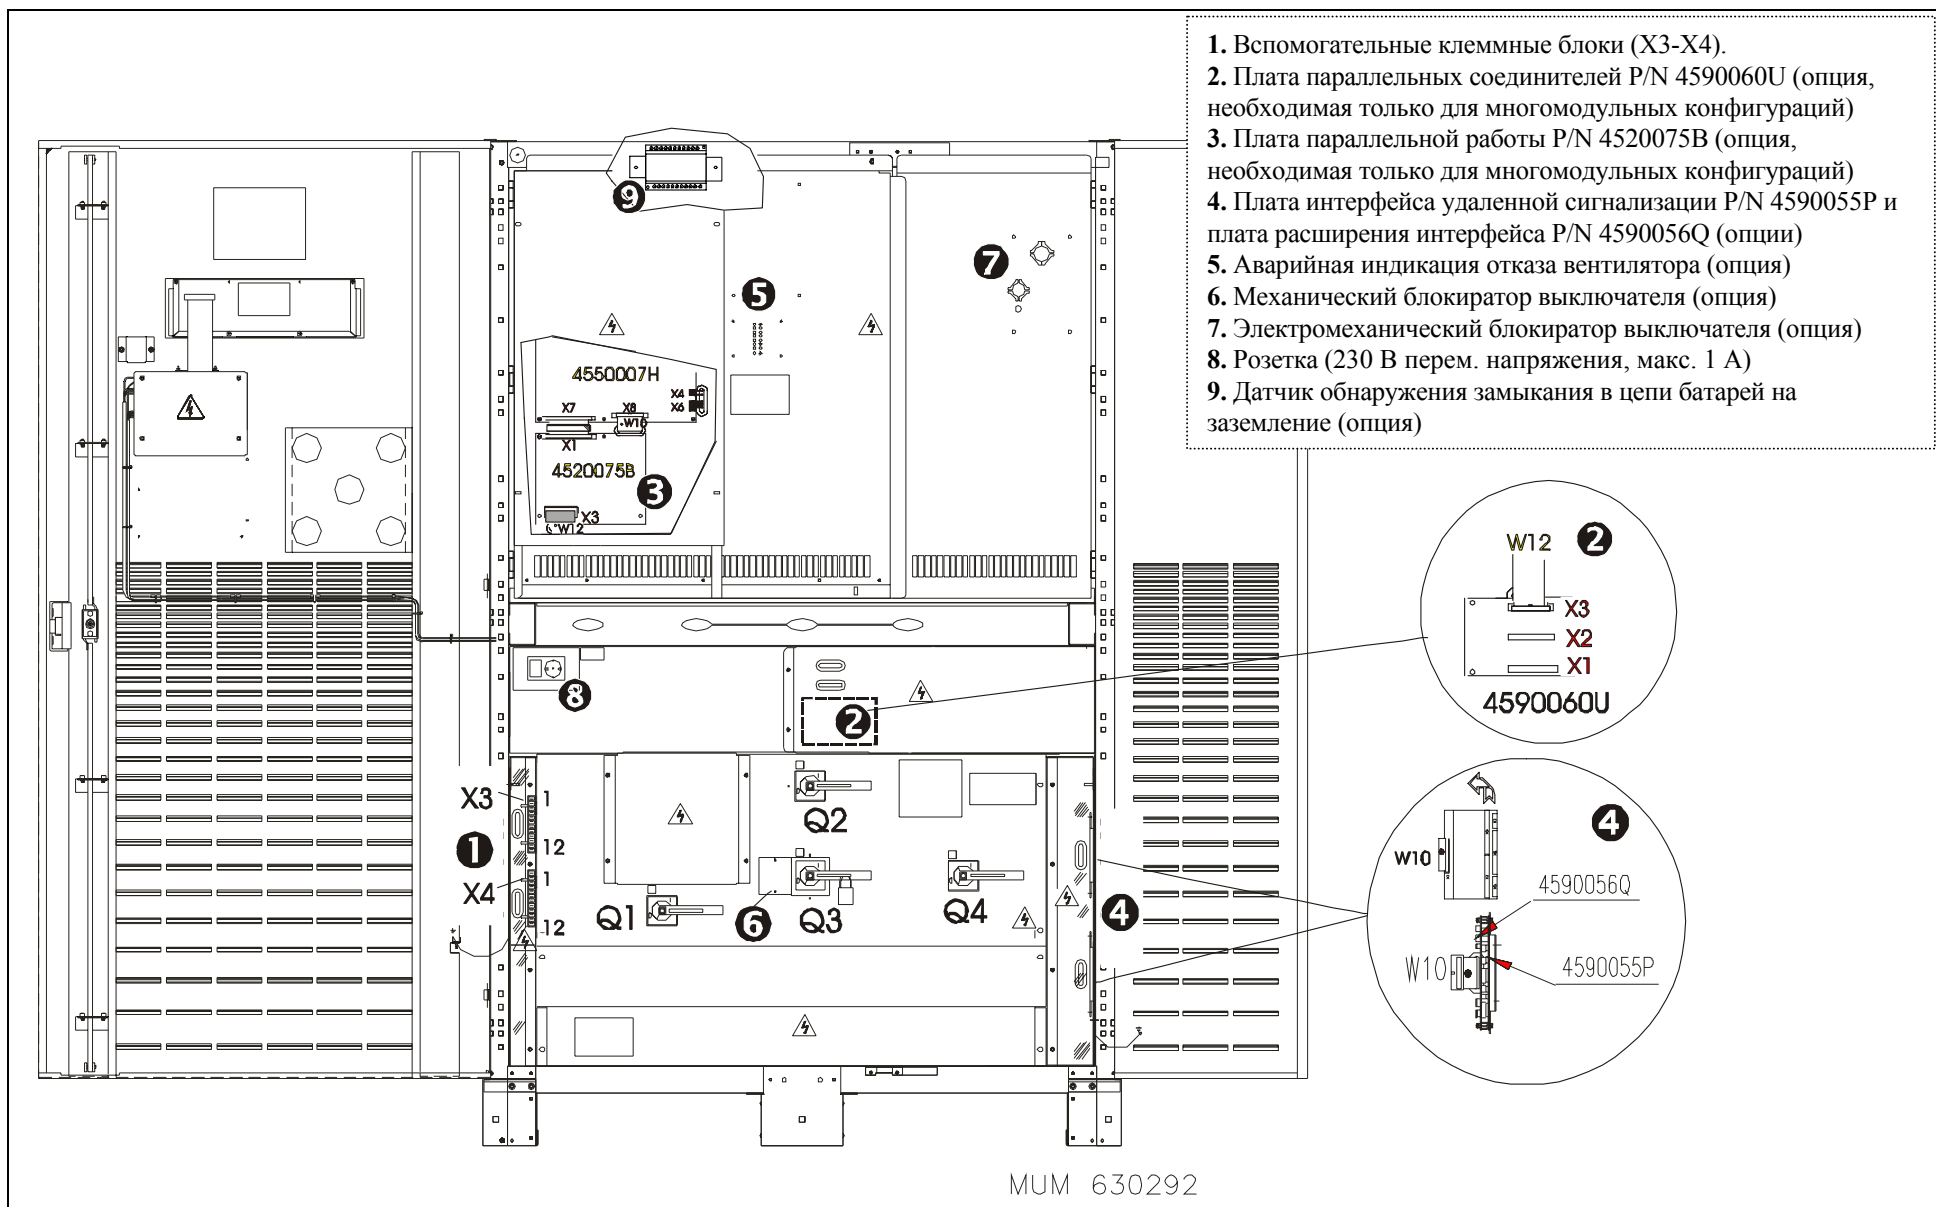 1. Вспомогательные клеммные блоки (X3-X4).
2. Плата параллельных соединителей P/N 4590060U (опция,
необходимая только для многомодульных конфигураций)
3. Плата параллельной работы P/N 4520075B (опция,
необходимая только для многомодульных конфигураций)
4. Плата интерфейса удаленной сигнализации P/N 4590055P и
плата расширения интерфейса P/N 4590056Q (опции)
5. Аварийная индикация отказа вентилятора (опция)
6. Механический блокиратор выключателя (опция)
7. Электромеханический блокиратор выключателя (опция)
8. Розетка (230 В перем. напряжения, макс. 1 А)
9. Датчик обнаружения замыкания в цепи батарей на
заземление (опция)
9
7
5
4550007H
X4
X7
X8
X6
W10
X1
4520075B
3
X3
W12
W12
2
X3
X2
X1
4590060U
8
2
X3
1
Q2
1
12
X4
1
12
Q1
6
Q3
Q4
4
4
W10
4590056Q
W10
4590055P
MUM 630292